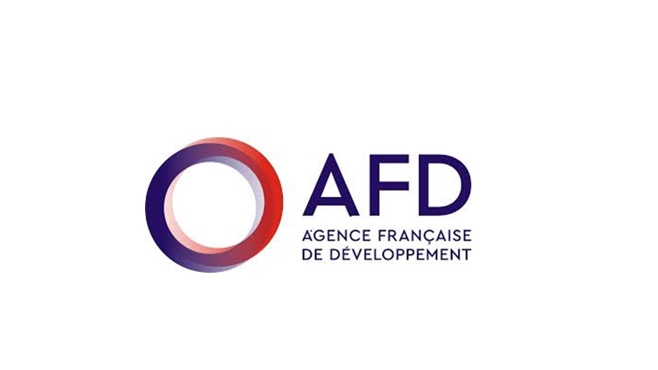 AFD
AGENCE FRANÇAISE
DE DÉVELOPPEMENT